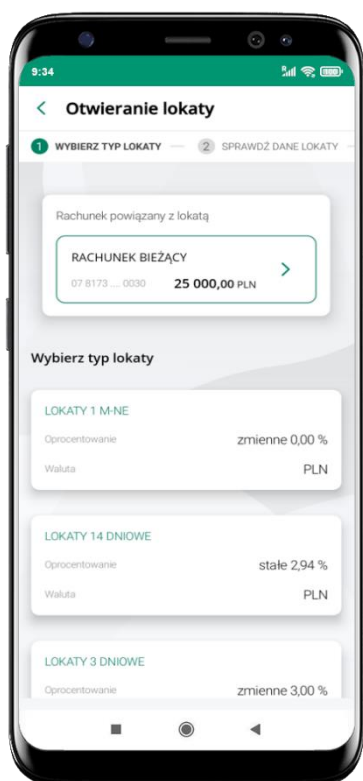 9:34
Otwieranie lokaty
1 WYBIERZ TYP LOKATY 2 SPRAWDŹ DANE LOKATY
Rachunek powiązany z lokatą
RACHUNEK BIEŻĄCY
07 8173 ... 0030 25 000,00 PLN
Wybierz typ lokaty
LOKATY 1 M-NE
Oprocentowanie zmienne 0,00 %
Waluta PLN
LOKATY 14 DNIOWE
Oprocentowanie stałe 2,94 %
Waluta PLN
LOKATY 3 DNIOWE
Oprocentowanie zmienne 3,00 %